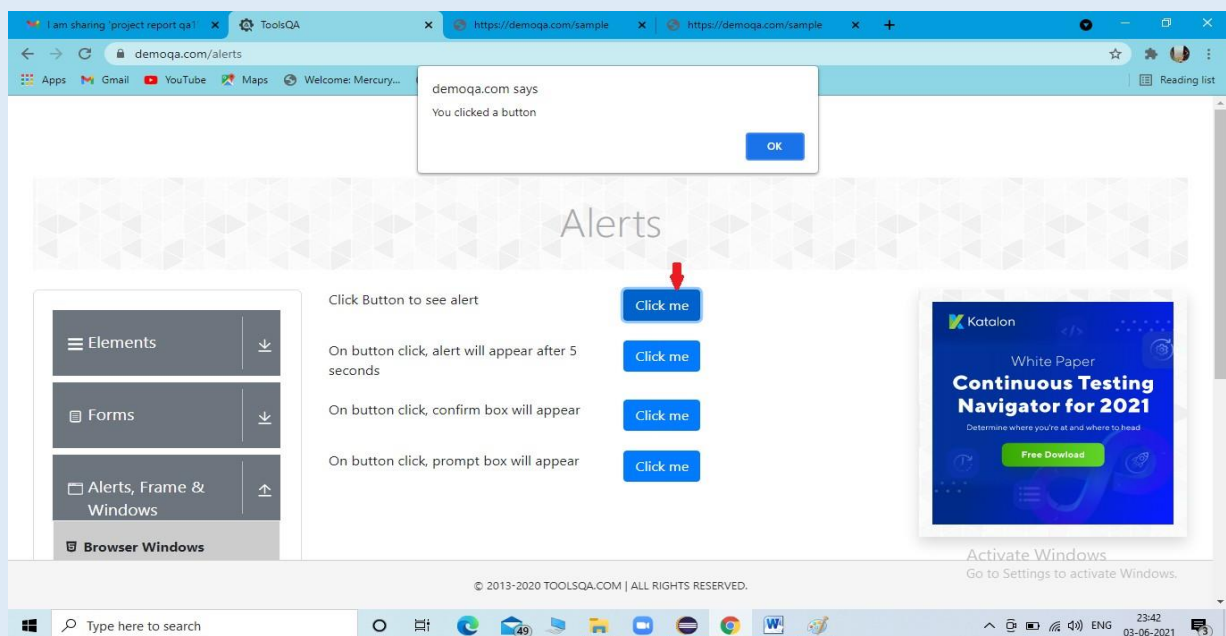 I am sharing 'project report qa1'
ToolsQA
https://demoqa.com/sample
https://demoqa.com/sample
demoqa.com/alerts
Apps
Gmail
YouTube
Maps
Welcome: Mercury...
Reading list
demoqa.com says
You clicked a button
OK
Alerts
Click Button to see alert
Click me
On button click, alert will appear after 5
seconds
Click me
On button click, confirm box will appear
Click me
On button click, prompt box will appear
Click me
Elements
Forms
Alerts, Frame &
Windows
Browser Windows
Katalon
White Paper
Continuous Testing
Navigator for 2021
Determine where you're at and where to head
Free Dowload
Activate Windows
Go to Settings to activate Windows.
© 2013-2020 TOOLSQA.COM | ALL RIGHTS RESERVED.
Type here to search
49
W
ENG
23:42
03-06-2021
3